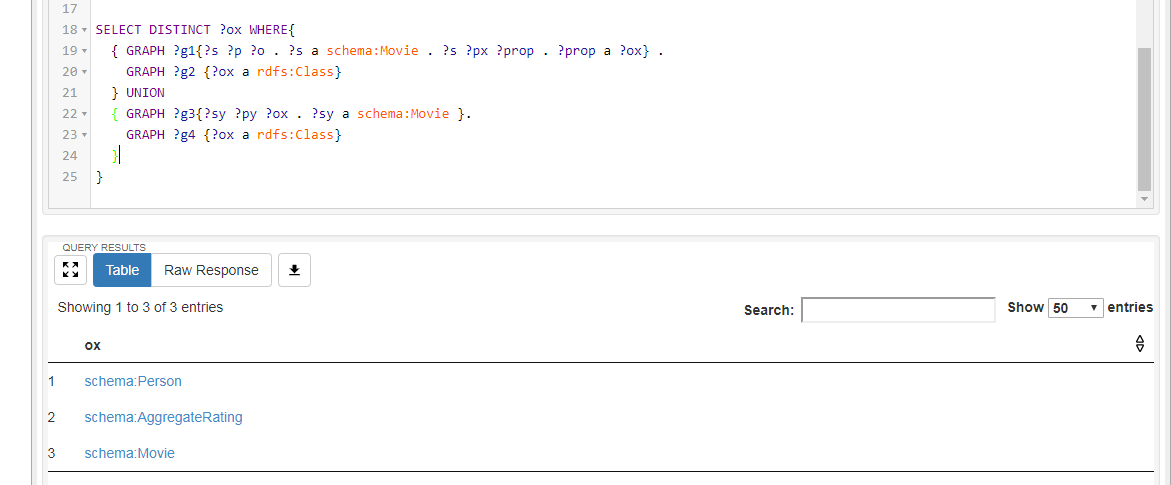 17
18 SELECT DISTINCT ?ox WHERE{
19 { GRAPH ?g1{?s ?p ?o . ?s a schema:Movie . ?s ?px ?prop . ?prop a ?ox} .
20 GRAPH ?g2 {?ox a rdfs:Class}
21 } UNION
22 { GRAPH ?g3{?sy ?py ?ox . ?sy a schema:Movie }.
23 GRAPH ?g4 {?ox a rdfs:Class}
24 }
25 }
QUERY RESULTS
Table Raw Response
Showing 1 to 3 of 3 entries Search: Show 50 entries
ox
1 schema:Person
2 schema:AggregateRating
3 schema:Movie